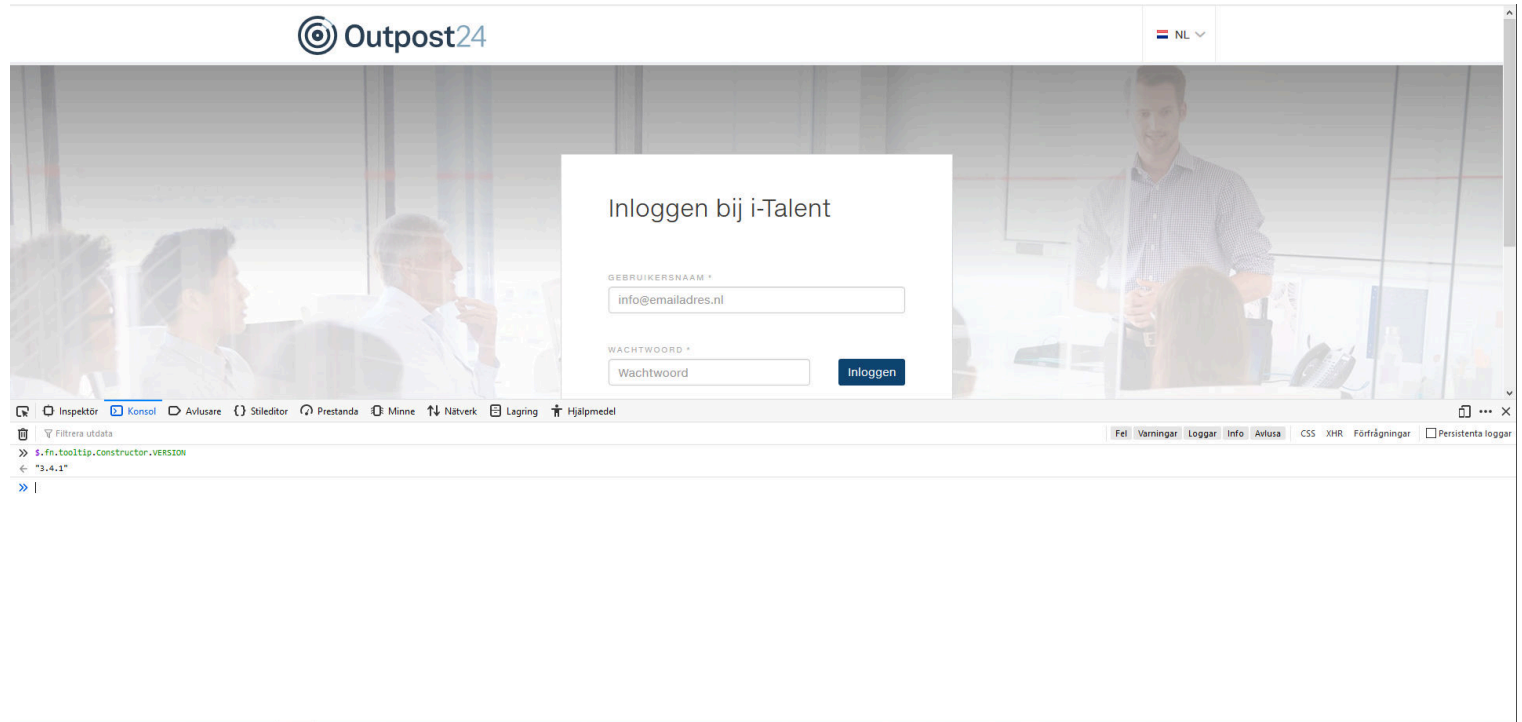 Outpost24
NL
Inloggen bij i-Talent
GEBRUIKERSNAAM *
info@emailadres.nl
WACHTWOORD *
Wachtwoord
Inloggen
Inspektör Konsol Avlusare Stileditor Prestanda Minne Nätverk Lagring Hjälpmedel
Filtrera utdata Fel Varningar Loggar Info Avlusa CSS XHR Förfrågningar Persistenta loggar
$.fn.tooltip.Constructor.VERSION
"3.4.1"